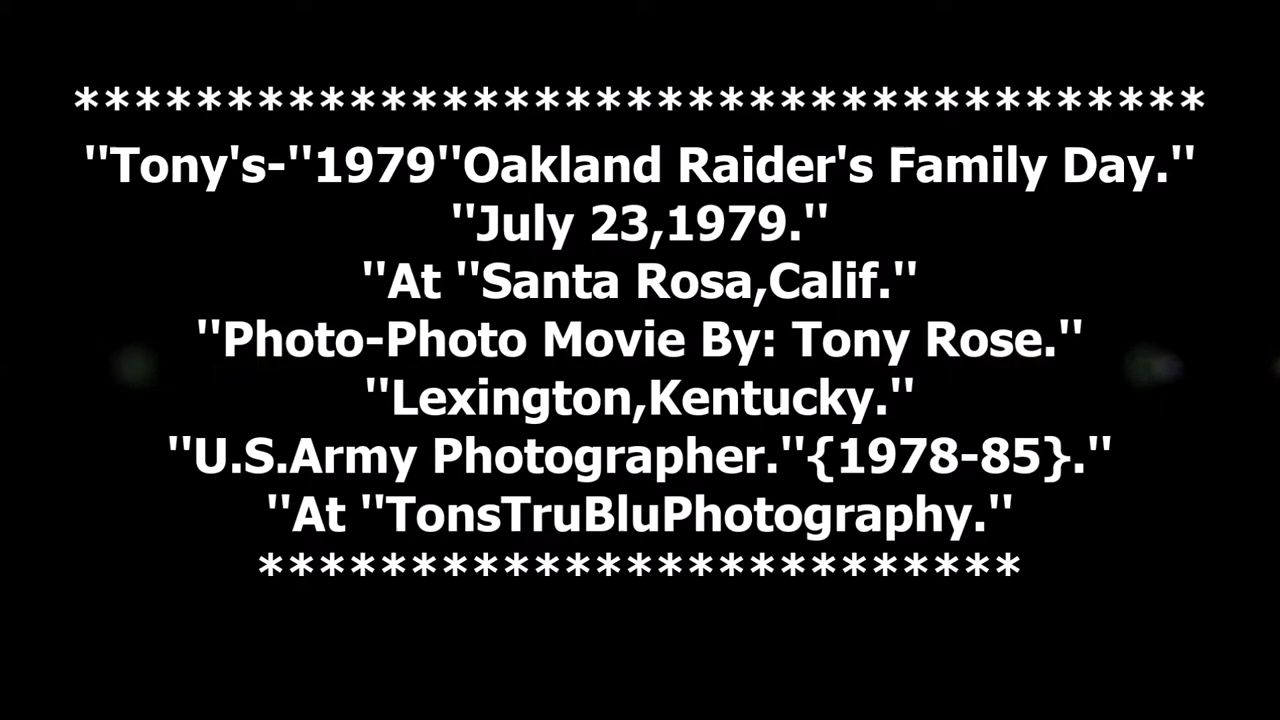 *************************************
"Tony's-"1979"Oakland Raider's Family Day."
"July 23,1979."
"At "Santa Rosa,Calif."
"Photo-Photo Movie By: Tony Rose."
"Lexington,Kentucky."
"U.S.Army Photographer."{1978-85}."
"At "TonsTruBluPhotography."
*************************